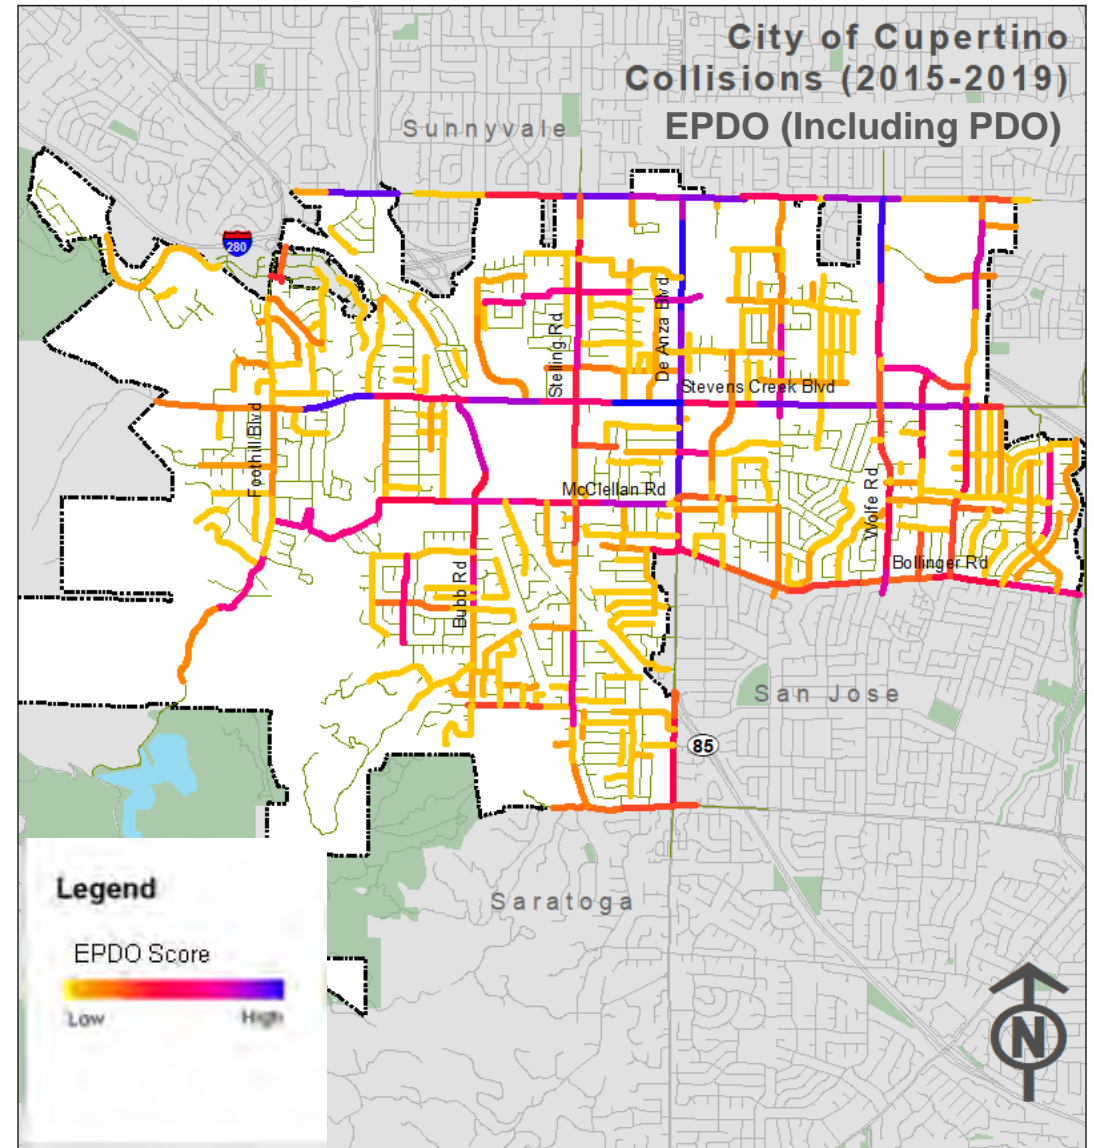 City of Cupertino
Collisions (2015-2019)
EPDO (Including PDO)
Sunnyvale
280
Stelling Rd
De Anza Blvd
Stevens Creek Blvd
Foothill Blvd
McClellan Rd
Wolfe Rd
Bollinger Rd
Bubb Rd
San Jose
85
Saratoga
Legend
EPDO Score
Low
High
N